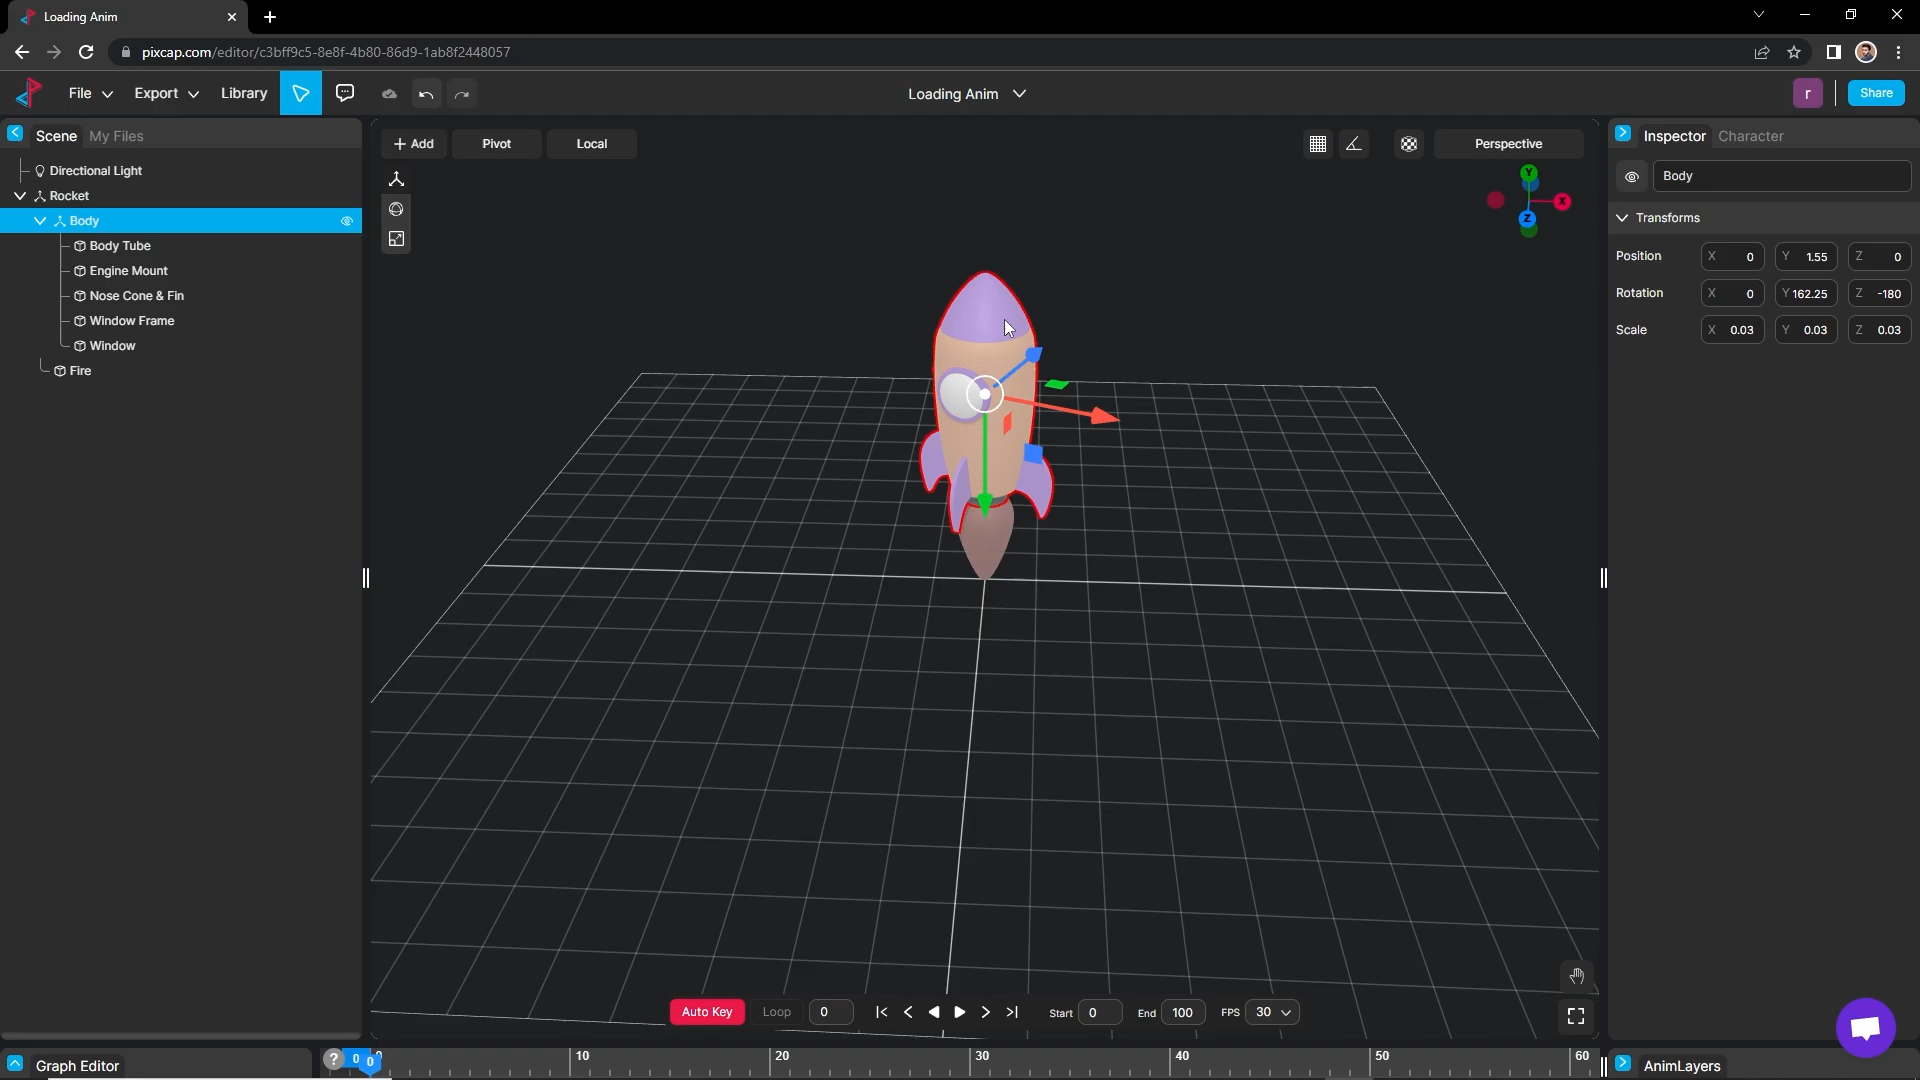 Loading Anim
pixcap.com/editor/c3bff9c5-8e8f-4b80-86d9-1ab8f2448057
File Export Library
Loading Anim
r
Share
Scene My Files
Directional Light
Rocket
Body
Body Tube
Engine Mount
Nose Cone & Fin
Window Frame
Window
Fire
+ Add Pivot Local
Perspective
Y
X
Z
Inspector Character
Body
Transforms
Position X 0 Y 1.55 Z 0
Rotation X 0 Y 162.25 Z -180
Scale X 0.03 Y 0.03 Z 0.03
Auto Key Loop 0 Start 0 End 100 FPS 30
Graph Editor
? 0 0 0 10 20 30 40 50 60
AnimLayers